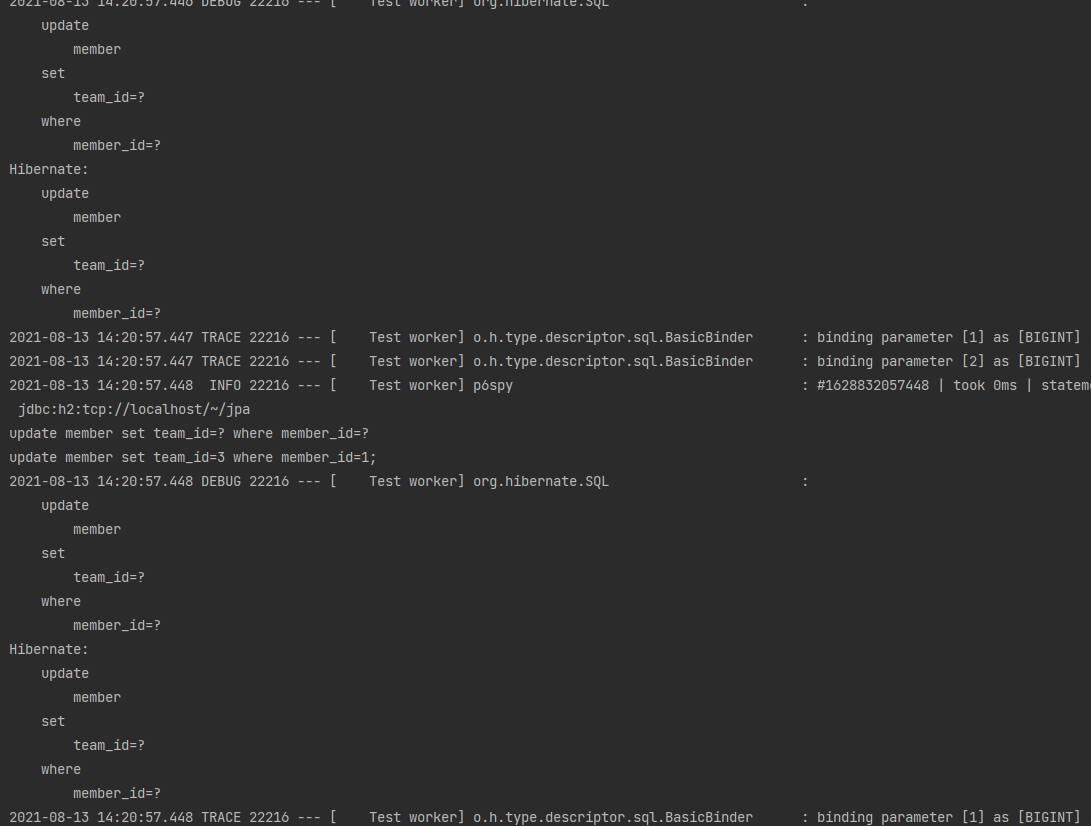 2021-08-13 14:20:57.446 DEBUG 22216 --- [    Test worker] org.hibernate.SQL                        :
    update
        member
    set
        team_id=?
    where
        member_id=?
Hibernate:
    update
        member
    set
        team_id=?
    where
        member_id=?
2021-08-13 14:20:57.447 TRACE 22216 --- [    Test worker] o.h.type.descriptor.sql.BasicBinder      : binding parameter [1] as [BIGINT]
2021-08-13 14:20:57.447 TRACE 22216 --- [    Test worker] o.h.type.descriptor.sql.BasicBinder      : binding parameter [2] as [BIGINT]
2021-08-13 14:20:57.448  INFO 22216 --- [    Test worker] p6spy                                    : #1628832057448 | took 0ms | statem
 jdbc:h2:tcp://localhost/~/jpa
update member set team_id=? where member_id=?
update member set team_id=3 where member_id=1;
2021-08-13 14:20:57.448 DEBUG 22216 --- [    Test worker] org.hibernate.SQL                        :
    update
        member
    set
        team_id=?
    where
        member_id=?
Hibernate:
    update
        member
    set
        team_id=?
    where
        member_id=?
2021-08-13 14:20:57.448 TRACE 22216 --- [    Test worker] o.h.type.descriptor.sql.BasicBinder      : binding parameter [1] as [BIGINT]